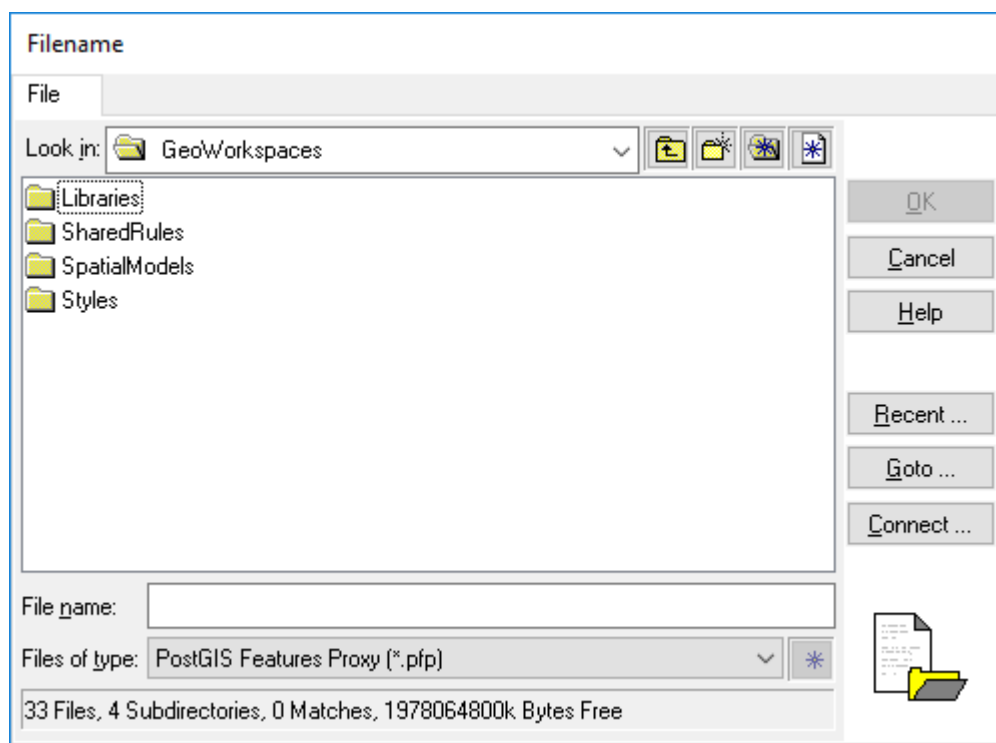 Filename
File
Look in: GeoWorkspaces
Libraries
SharedRules
SpatialModels
Styles
OK
Cancel
Help
Recent ...
Goto ...
Connect ...
File name:
Files of type: PostGIS Features Proxy (*.pfp)
33 Files, 4 Subdirectories, 0 Matches, 1978064800k Bytes Free